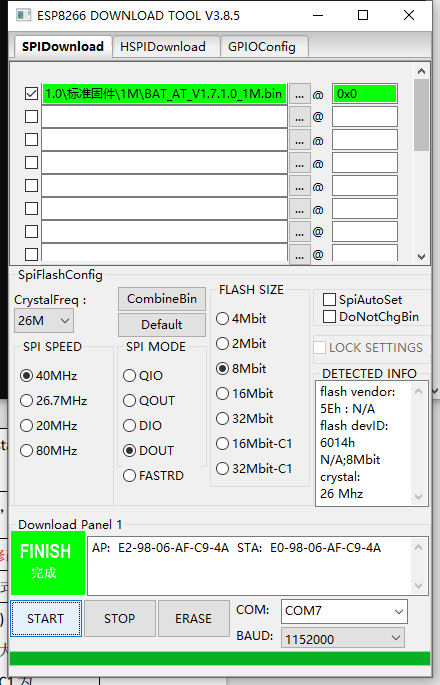 ESP8266 DOWNLOAD TOOL V3.8.5
SPIDownload HSPIDownload GPIOConfig
1.0\标准固件\1M\BAT_AT_V1.7.1.0_1M.bin ... @ 0x0
... @
... @
... @
... @
... @
... @
... @
SpiFlashConfig
CrystalFreq :
26M
CombineBin
Default
SPI SPEED
40MHz
26.7MHz
20MHz
80MHz
SPI MODE
QIO
QOUT
DIO
DOUT
FASTRD
FLASH SIZE
4Mbit
2Mbit
8Mbit
16Mbit
32Mbit
16Mbit-C1
32Mbit-C1
SpiAutoSet
DoNotChgBin
LOCK SETTINGS
DETECTED INFO
flash vendor:
5Eh : N/A
flash devID:
6014h
N/A;8Mbit
crystal:
26 Mhz
Download Panel 1
FINISH
完成
AP: E2-98-06-AF-C9-4A STA: E0-98-06-AF-C9-4A
START STOP ERASE
COM: COM7
BAUD: 1152000